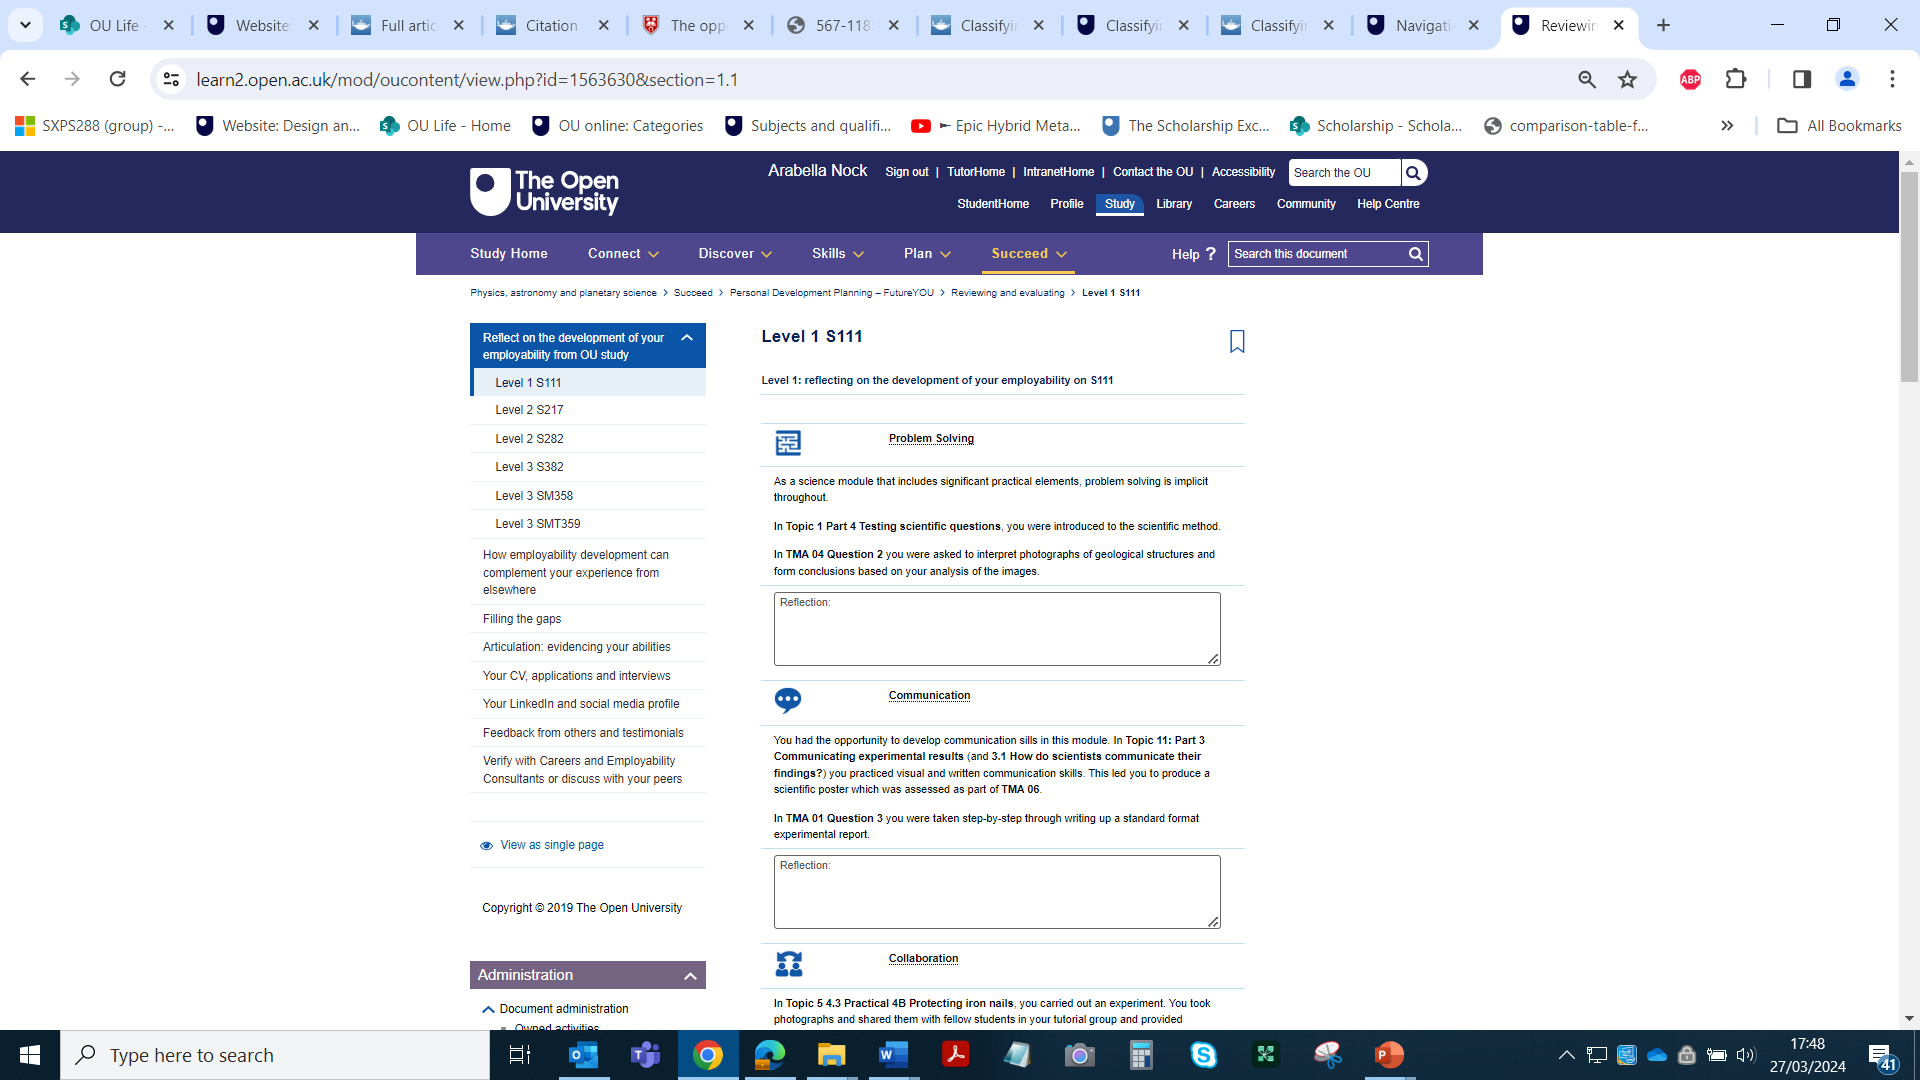 OU Life -
Website:
Full artic
Citation
The opp
567-118
Classifyin
Classifyin
Classifyin
Navigati
Reviewin
learn2.open.ac.uk/mod/oucontent/view.php?id=1563630&section=1.1
ABP
SXPS288 (group) -...
Website: Design an...
OU Life - Home
OU online: Categories
Subjects and qualifi...
Epic Hybrid Meta...
The Scholarship Exc...
Scholarship - Schola...
comparison-table-f...
All Bookmarks
The Open
University
Arabella Nock Sign out | TutorHome | IntranetHome | Contact the OU | Accessibility Search the OU
StudentHome Profile Study Library Careers Community Help Centre
Study Home Connect Discover Skills Plan Succeed Help ? Search this document
Physics, astronomy and planetary science > Succeed > Personal Development Planning – FutureYOU > Reviewing and evaluating > Level 1 S111
Reflect on the development of your
employability from OU study
Level 1 S111
Level 2 S217
Level 2 S282
Level 3 S382
Level 3 SM358
Level 3 SMT359
How employability development can
complement your experience from
elsewhere
Filling the gaps
Articulation: evidencing your abilities
Your CV, applications and interviews
Your LinkedIn and social media profile
Feedback from others and testimonials
Verify with Careers and Employability
Consultants or discuss with your peers
View as single page
Copyright © 2019 The Open University
Administration
Document administration
Owned activities
Level 1 S111
Level 1: reflecting on the development of your employability on S111
Problem Solving
As a science module that includes significant practical elements, problem solving is implicit
throughout.
In Topic 1 Part 4 Testing scientific questions, you were introduced to the scientific method.
In TMA 04 Question 2 you were asked to interpret photographs of geological structures and
form conclusions based on your analysis of the images.
Reflection:
Communication
You had the opportunity to develop communication sills in this module. In Topic 11: Part 3
Communicating experimental results (and 3.1 How do scientists communicate their
findings?) you practiced visual and written communication skills. This led you to produce a
scientific poster which was assessed as part of TMA 06.
In TMA 01 Question 3 you were taken step-by-step through writing up a standard format
experimental report.
Reflection:
Collaboration
In Topic 5 4.3 Practical 4B Protecting iron nails, you carried out an experiment. You took
photographs and shared them with fellow students in your tutorial group and provided
Type here to search
17:48
27/03/2024
41